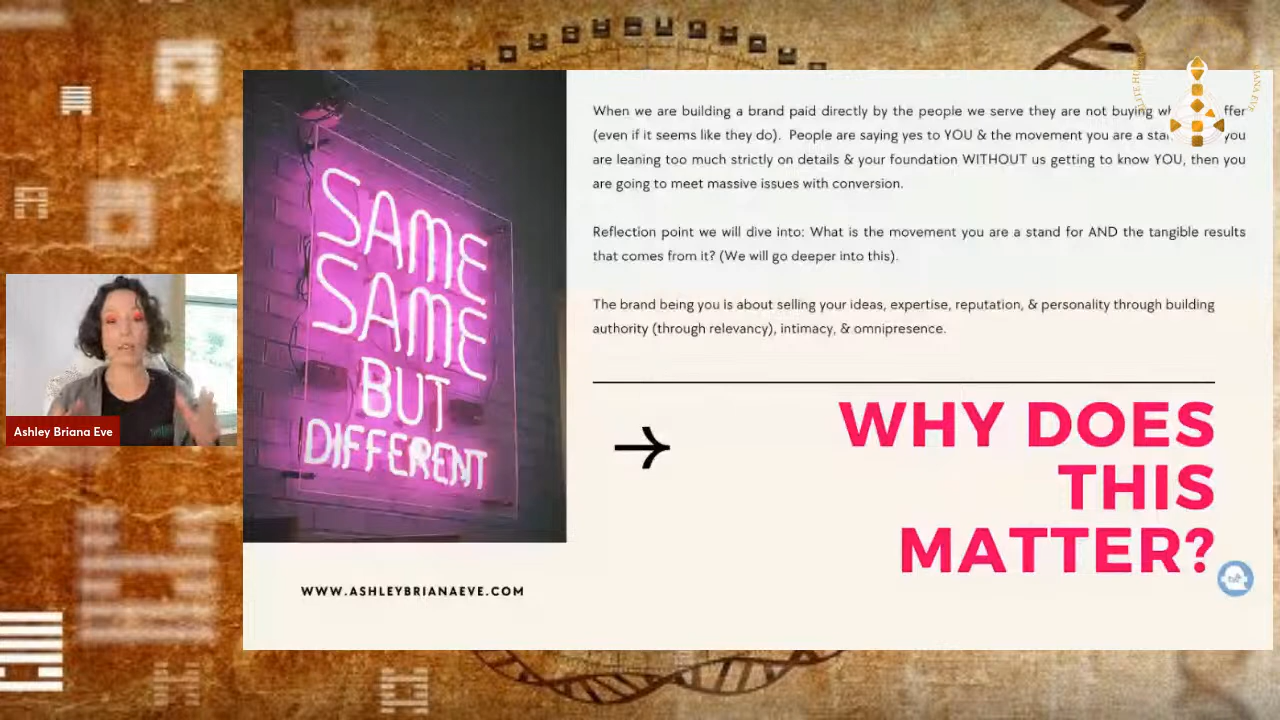 When we are building a brand paid directly by the people we serve they are not buying
(even if it seems like they do). People are saying yes to YOU & the movement you are a you
are leaning too much strictly on details & your foundation WITHOUT us getting to know YOU, then you
are going to meet massive issues with conversion.
Reflection point we will dive into: What is the movement you are a stand for AND the tangible results
that comes from it? (We will go deeper into this).
The brand being you is about selling your ideas, expertise, reputation, & personality through building
authority (through relevancy), intimacy, & omnipresence.
SAME
SAME
BUT
DIFFERENT
WHY DOES
THIS
MATTER?
Ashley Briana Eve
WWW.ASHLEYBRIANAEVE.COM